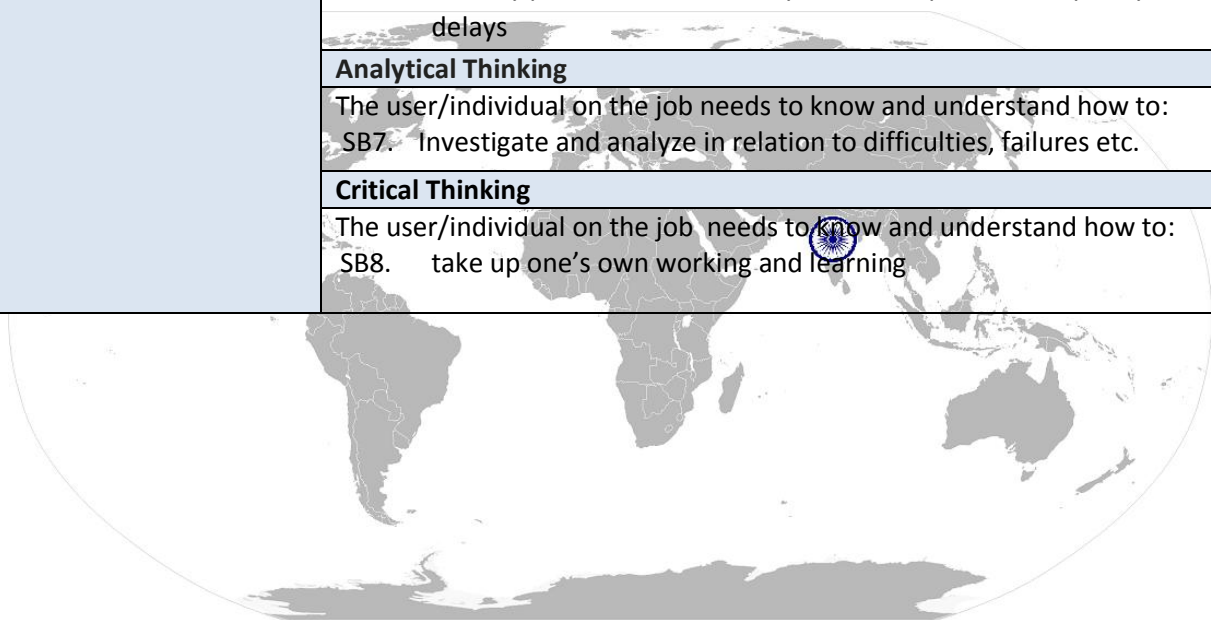 delays
Analytical Thinking
The user/individual on the job needs to know and understand how to:
SB7. Investigate and analyze in relation to difficulties, failures etc.
Critical Thinking
The user/individual on the job needs to know and understand how to:
SB8. take up one’s own working and learning